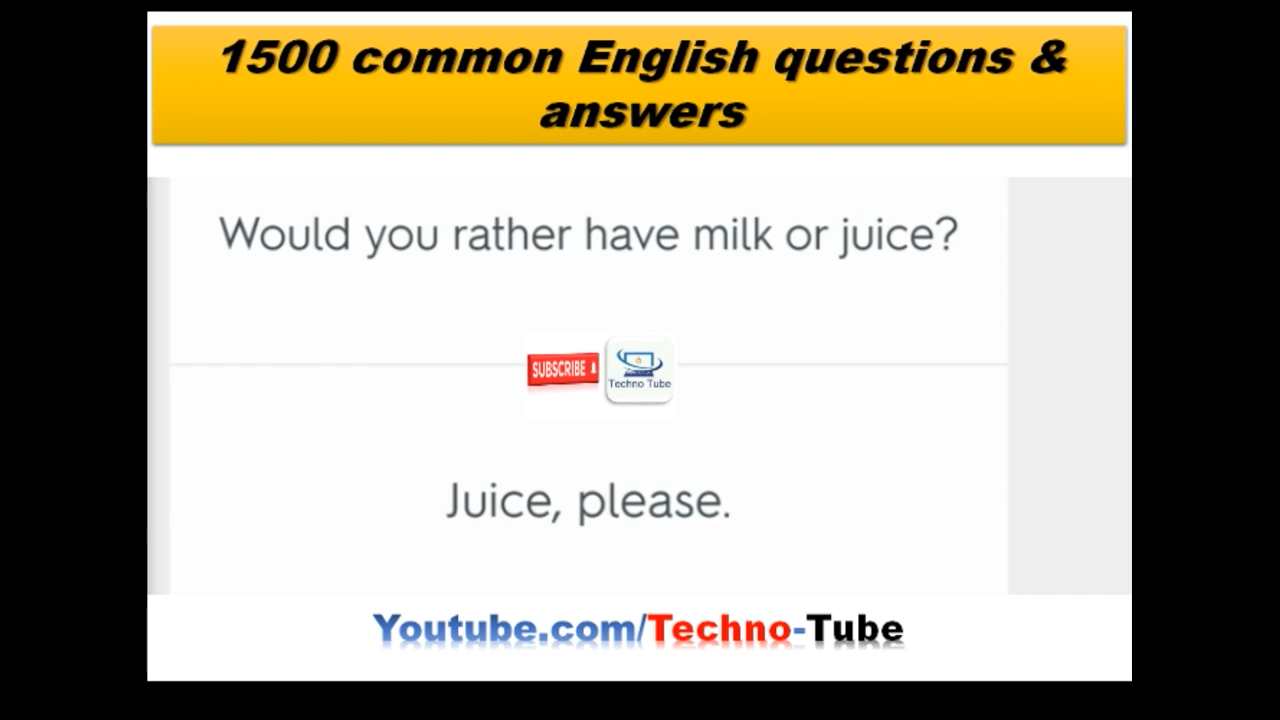 1500 common English questions &
answers
Would you rather have milk or juice?
SUBSCRIBE
Techno Tube
Juice, please.
Youtube.com/Techno-Tube